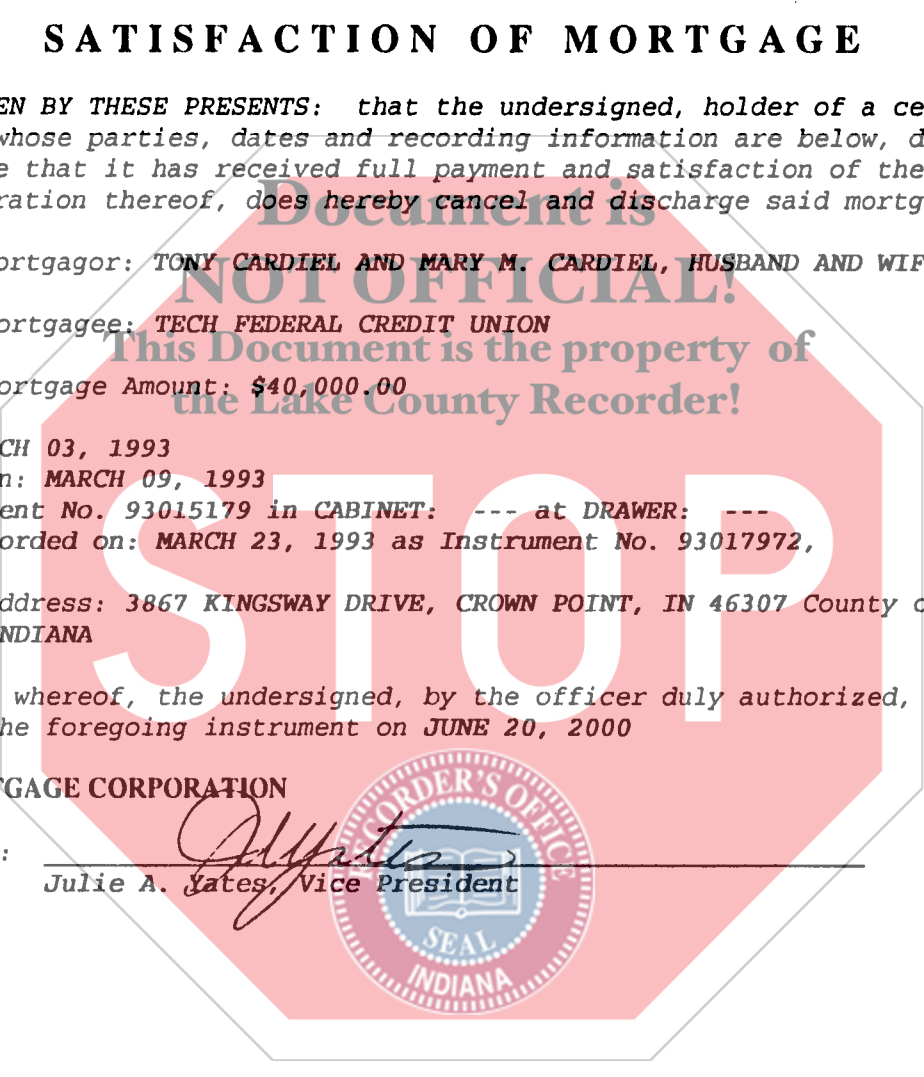 SATISFACTION OF MORTGAGE
EN BY THESE PRESENTS: that the undersigned, holder of a ce
whose parties, dates and recording information are below, d
e that it has received full payment and satisfaction of the
ration thereof, does hereby cancel and discharge said mortg
Document is
ortgagor: TONY CARDIEL AND MARY M. CARDIEL, HUSBAND AND WIF
NOT OFFICIAL!
ortgagee: TECH FEDERAL CREDIT UNION
This Document is the property of
ortgage Amount: $40,000.00
the Lake County Recorder!
CH 03, 1993
n: MARCH 09, 1993
ent No. 93015179 in CABINET: --- at DRAWER: ---
orded on: MARCH 23, 1993 as Instrument No. 93017972,
STOP
ddress: 3867 KINGSWAY DRIVE, CROWN POINT, IN 46307 County o
NDIANA
whereof, the undersigned, by the officer duly authorized,
he foregoing instrument on JUNE 20, 2000
TGAGE CORPORATION
:
Julie A. Yates, Vice President
RECORDER'S OFFICE
SEAL
INDIANA